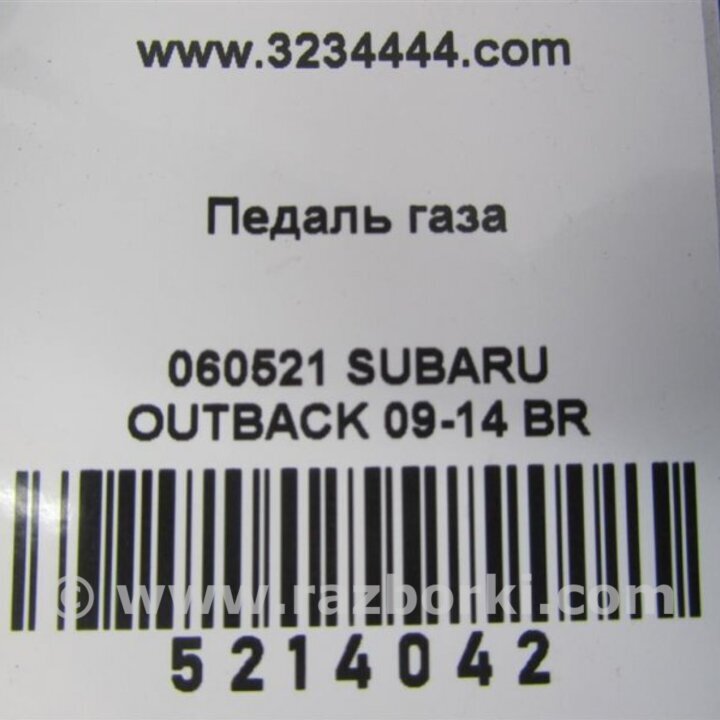 www.3234444.com
Педаль газа
060521 SUBARU
OUTBACK 09-14 BR
© www.razborki.com
5214042